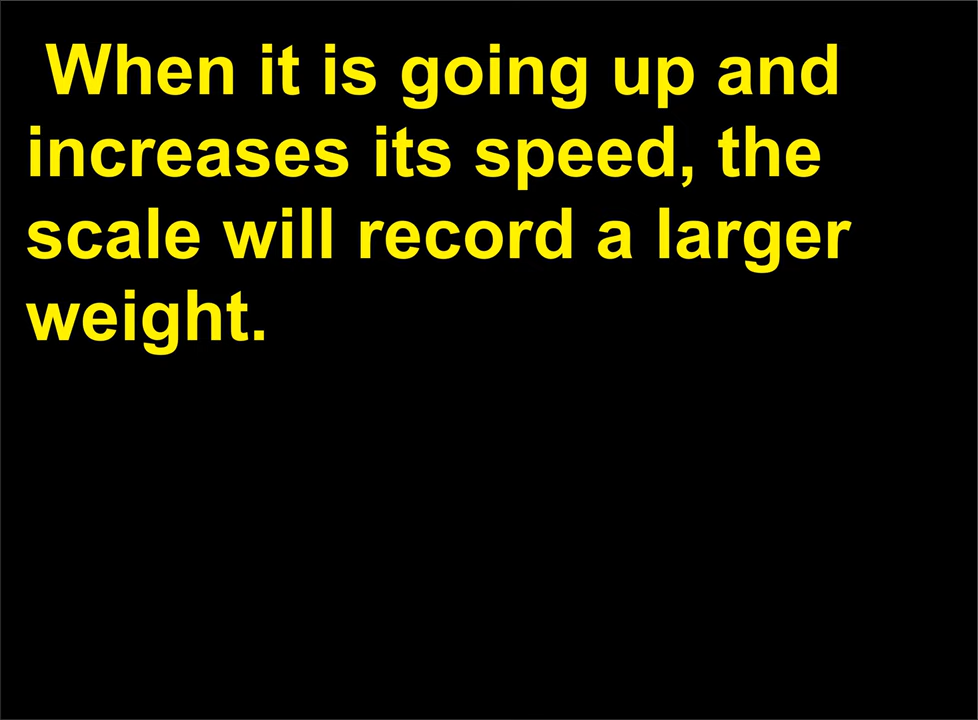 When it is going up and
increases its speed, the
scale will record a larger
weight.